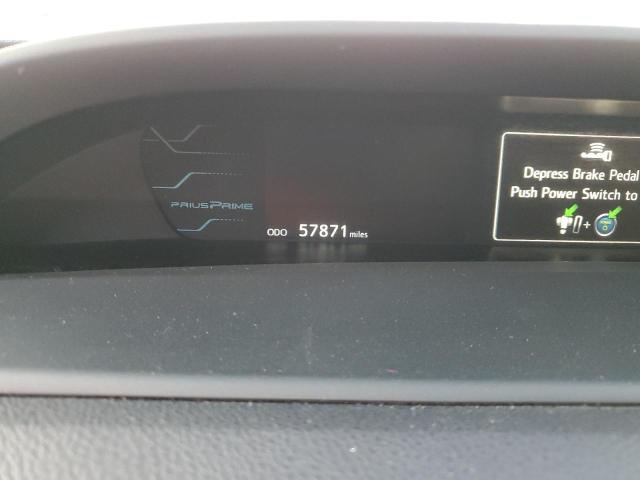 PRIUS PRIME
ODO 57871 miles
Depress Brake Pedal
Push Power Switch to
+